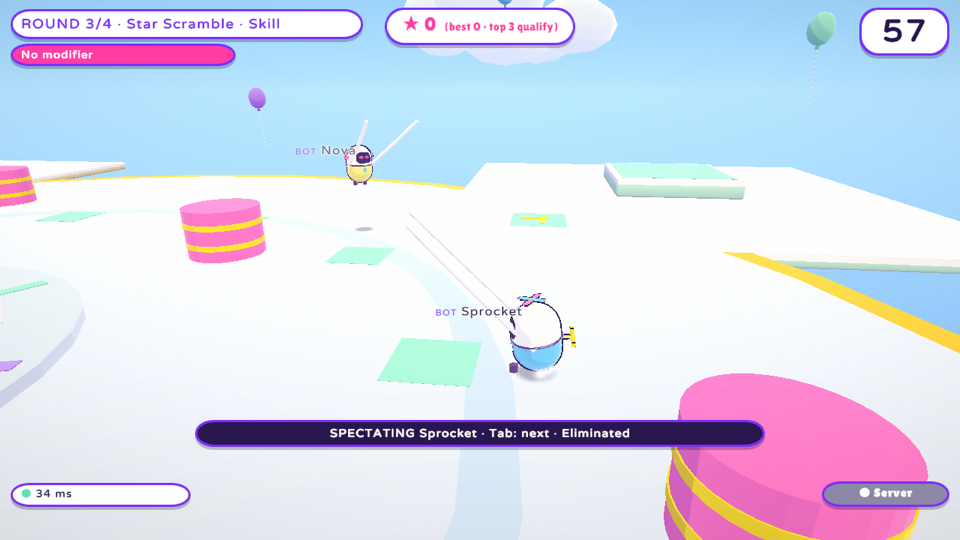 ROUND 3/4 · Star Scramble · Skill
★ 0 (best 0 · top 3 qualify)
57
No modifier
BOT Nova
BOT Sprocket
SPECTATING Sprocket · Tab: next · Eliminated
34 ms
Server